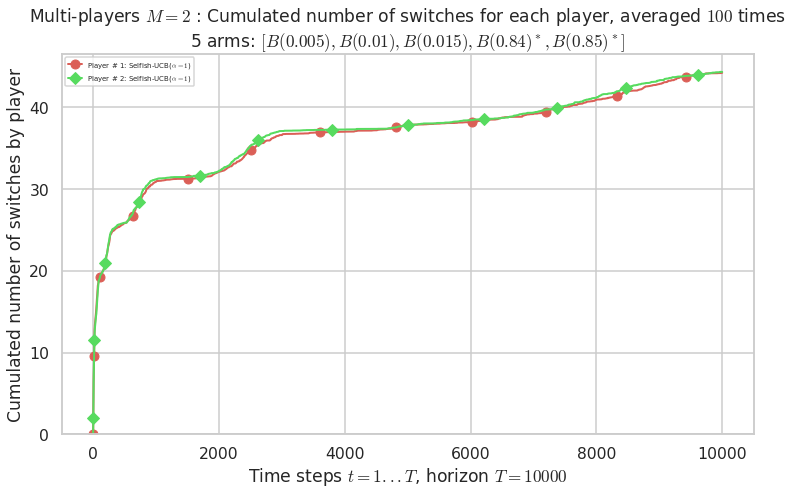 Multi-players M = 2 : Cumulated number of switches for each player, averaged 100 times
5 arms: [B(0.005), B(0.01), B(0.015), B(0.84)*, B(0.85)*]
Player # 1: Selfish-UCB(α=1)
Player # 2: Selfish-UCB(α=1)
Cumulated number of switches by player
40
30
20
10
0
0 2000 4000 6000 8000 10000
Time steps t = 1...T, horizon T = 10000